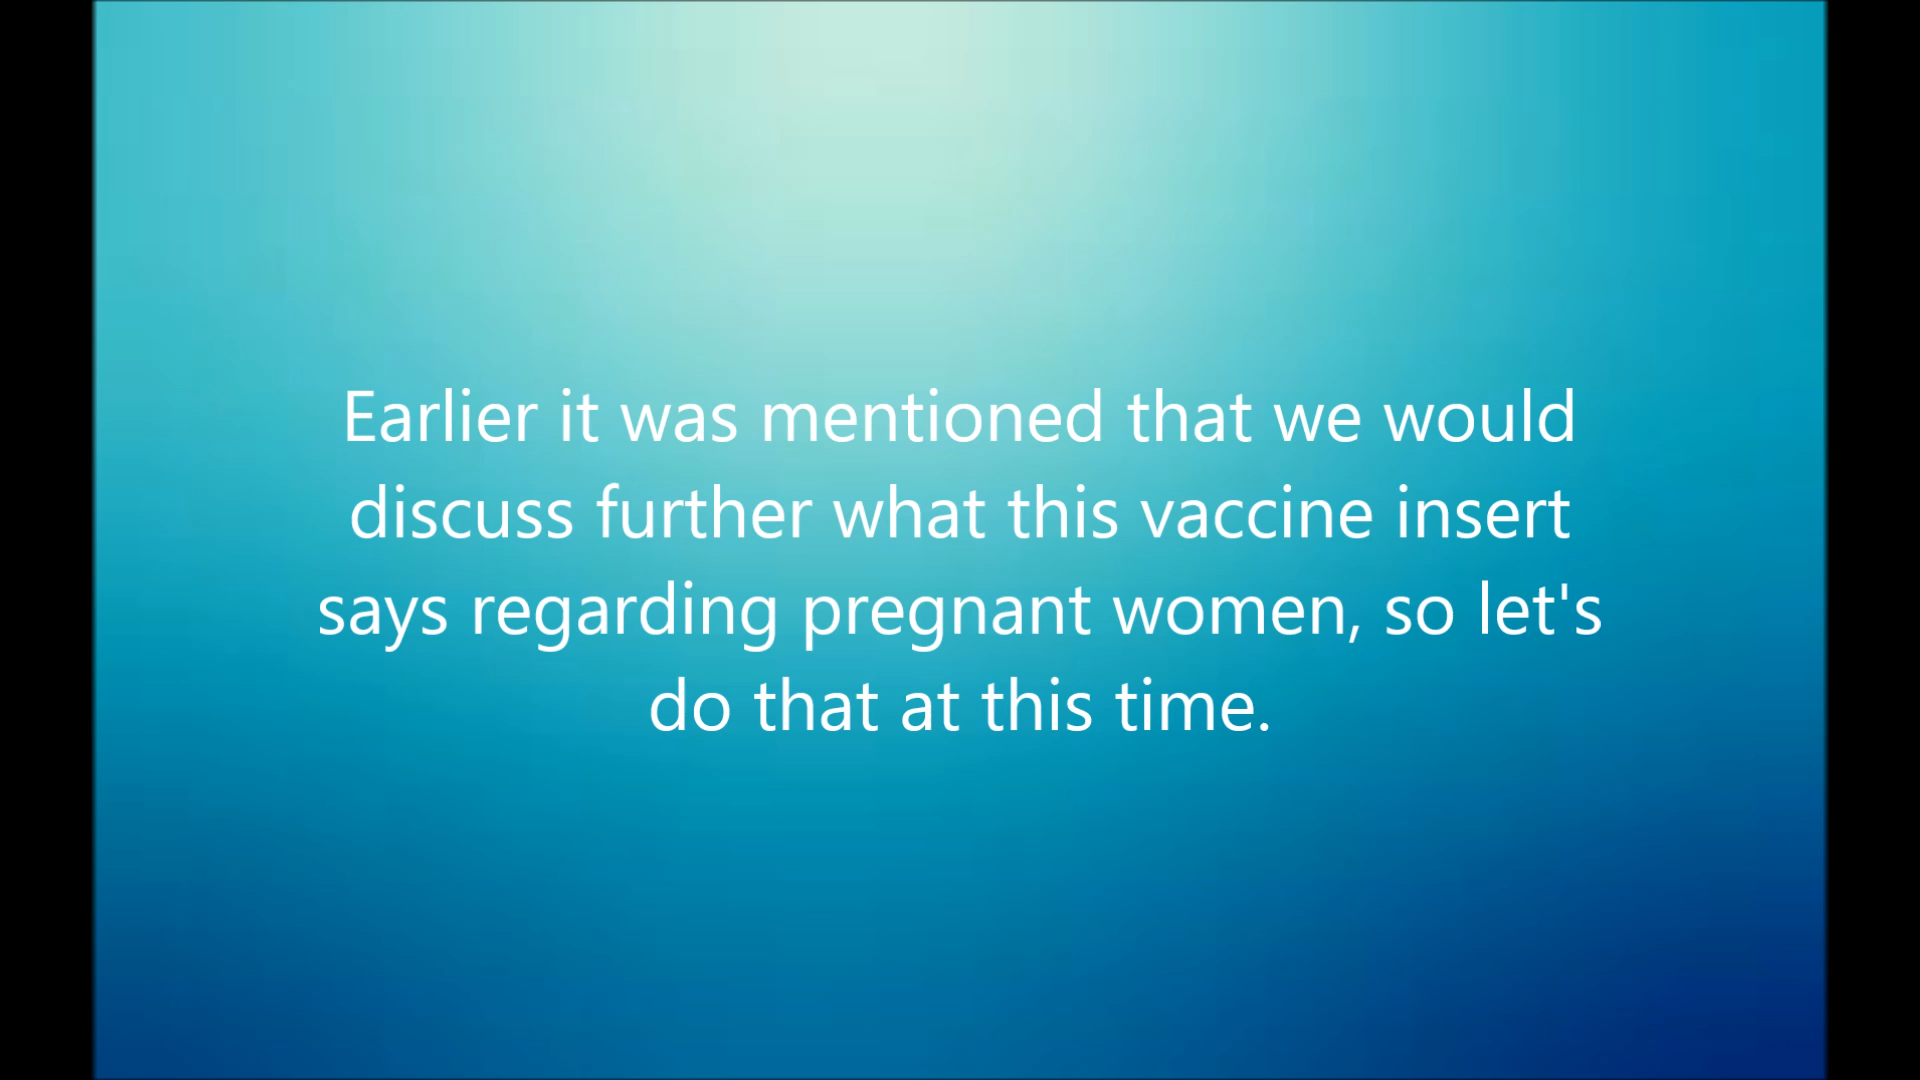 Earlier it was mentioned that we would
discuss further what this vaccine insert
says regarding pregnant women, so let's
do that at this time.